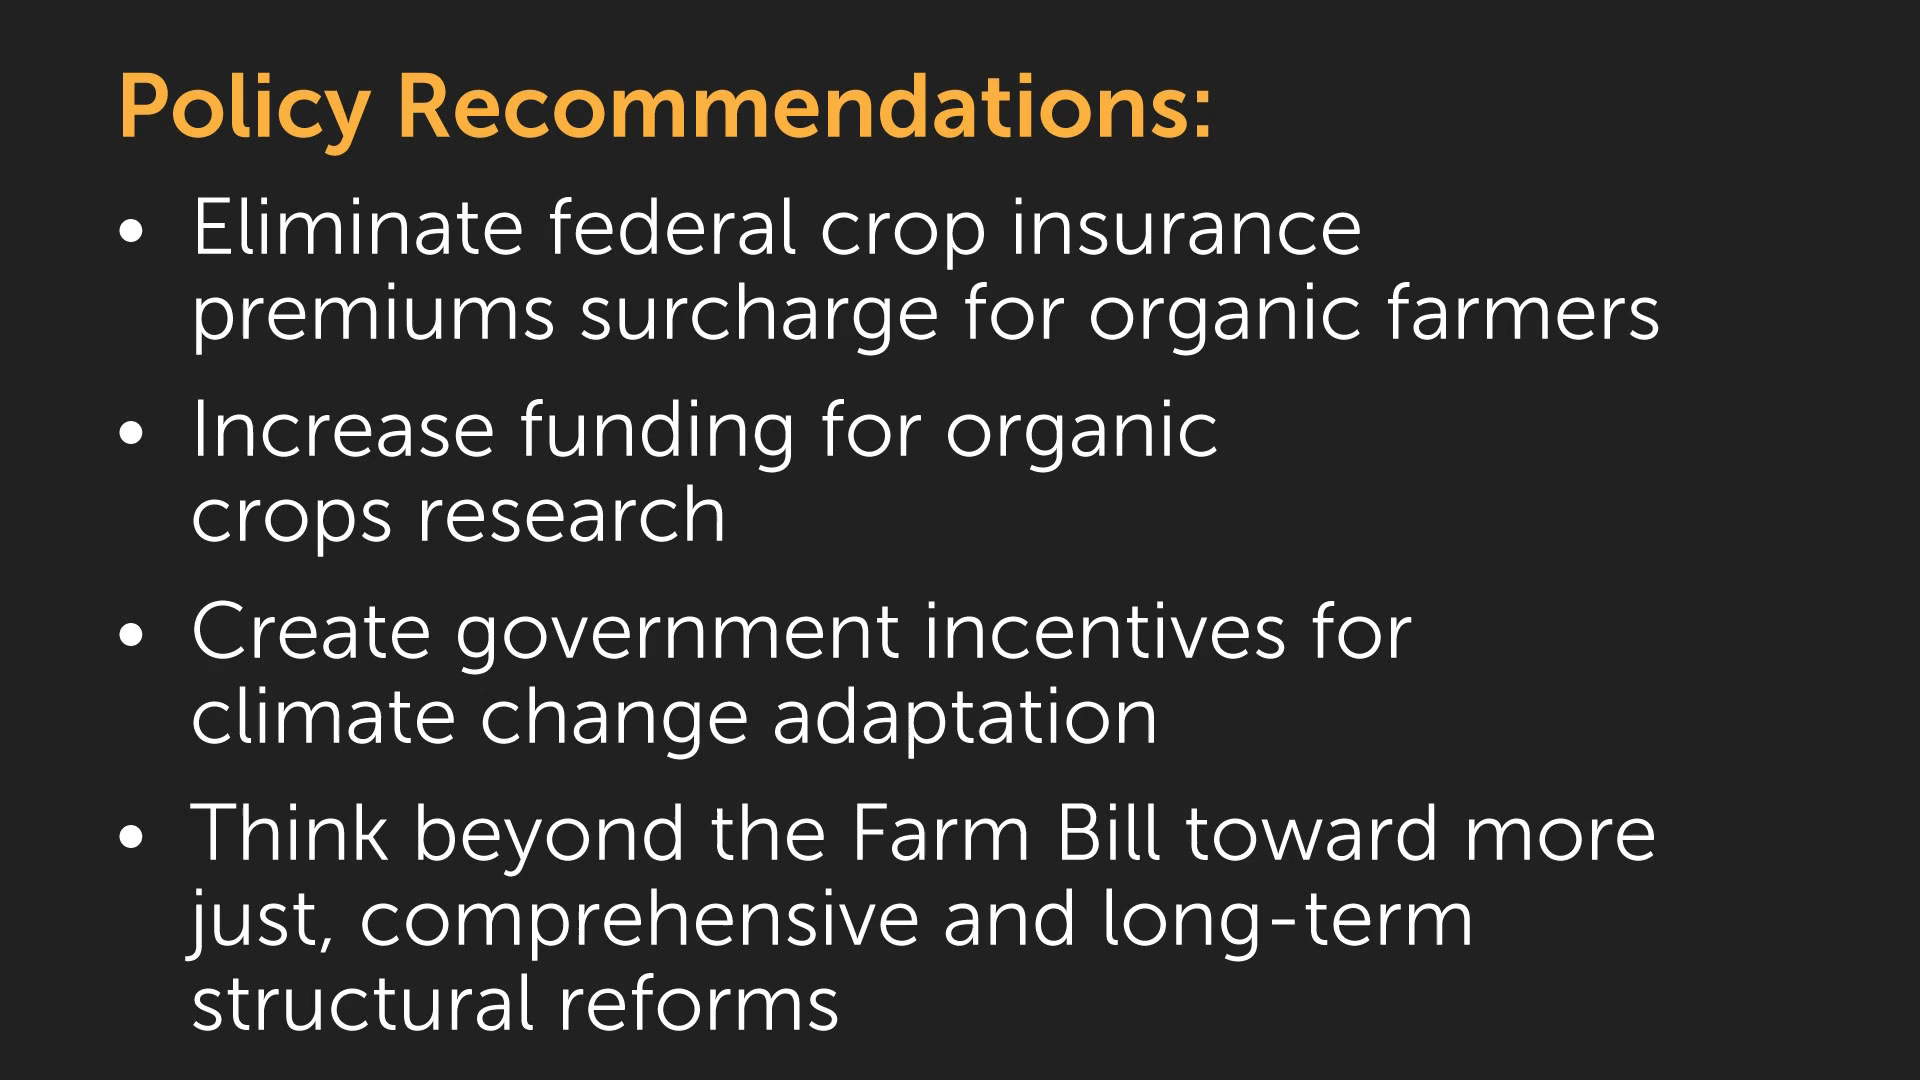 Policy Recommendations:
• Eliminate federal crop insurance
premiums surcharge for organic farmers
• Increase funding for organic
crops research
• Create government incentives for
climate change adaptation
• Think beyond the Farm Bill toward more
just, comprehensive and long-term
structural reforms